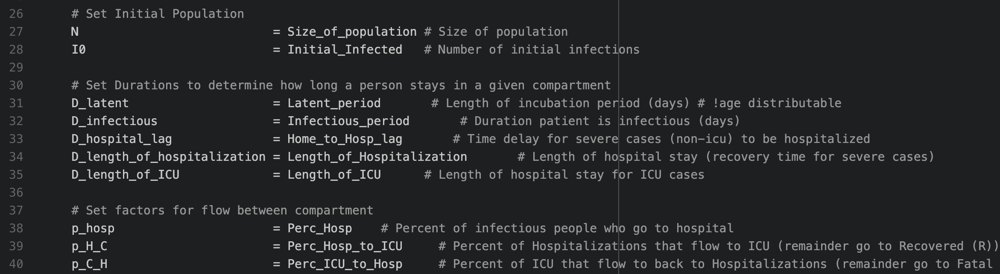 26 # Set Initial Population
27 N = Size_of_population # Size of population
28 I0 = Initial_Infected # Number of initial infections
29
30 # Set Durations to determine how long a person stays in a given compartment
31 D_latent = Latent_period # Length of incubation period (days) # !age distributable
32 D_infectious = Infectious_period # Duration patient is infectious (days)
33 D_hospital_lag = Home_to_Hosp_lag # Time delay for severe cases (non-icu) to be hospitalized
34 D_length_of_hospitalization = Length_of_Hospitalization # Length of hospital stay (recovery time for severe cases)
35 D_length_of_ICU = Length_of_ICU # Length of hospital stay for ICU cases
36
37 # Set factors for flow between compartment
38 p_hosp = Perc_Hosp # Percent of infectious people who go to hospital
39 p_H_C = Perc_Hosp_to_ICU # Percent of Hospitalizations that flow to ICU (remainder go to Recovered (R))
40 p_C_H = Perc_ICU_to_Hosp # Percent of ICU that flow to back to Hospitalizations (remainder go to Fatal